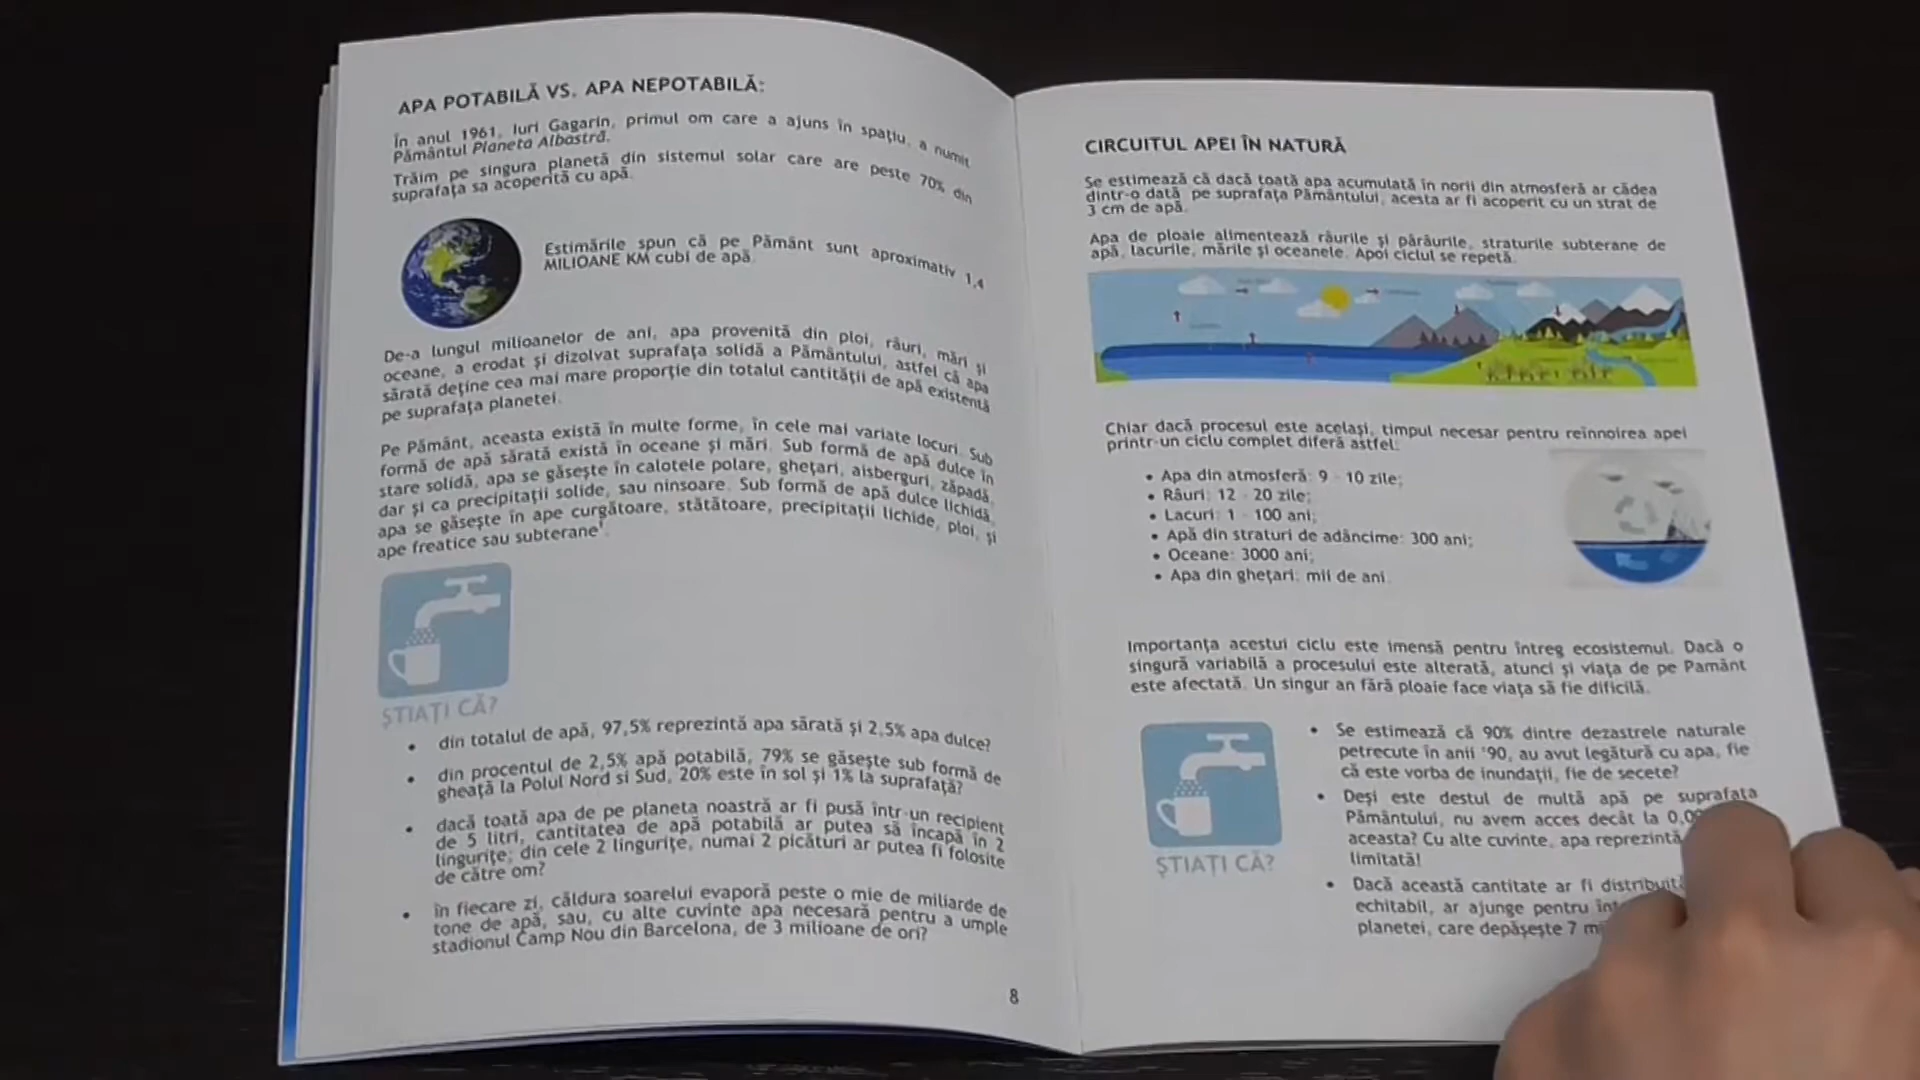 APA POTABILĂ VS. APA NEPOTABILĂ:
În anul 1961, Iuri Gagarin, primul om care a ajuns în spațiu, a numit
Pământul Planeta Albastră.
Trăim pe singura planetă din sistemul solar care are peste 70% din
suprafața sa acoperită cu apă.
Estimările spun că pe Pământ sunt aproximativ 1,4
MILIOANE KM cubi de apă.
De-a lungul milioanelor de ani, apa provenită din ploi, râuri, mări și
oceane, a erodat și dizolvat suprafața solidă a Pământului, astfel că apa
sărată deține cea mai mare proporție din totalul cantității de apă existentă
pe suprafața planetei.
Pe Pământ, aceasta există în multe forme, în cele mai variate locuri. Sub
formă de apă sărată există în oceane și mări. Sub formă de apă dulce în
stare solidă, apa se găsește în calotele polare, ghețari, aisberguri, zăpadă,
dar și ca precipitații solide, sau ninsoare. Sub formă de apă dulce lichidă,
apa se găsește în ape curgătoare, stătătoare, precipitații lichide, ploi, și
ape freatice sau subterane¹.
ȘTIAȚI CĂ?
• din totalul de apă, 97,5% reprezintă apa sărată și 2,5% apa dulce?
• din procentul de 2,5% apă potabilă, 79% se găsește sub formă de
gheață la Polul Nord si Sud, 20% este în sol și 1% la suprafață?
• dacă toată apa de pe planeta noastră ar fi pusă într-un recipient
de 5 litri, cantitatea de apă potabilă ar putea să încapă în 2
lingurițe; din cele 2 lingurițe, numai 2 picături ar putea fi folosite
de către om?
• în fiecare zi, căldura soarelui evaporă peste o mie de miliarde de
tone de apă, sau, cu alte cuvinte apa necesară pentru a umple
stadionul Camp Nou din Barcelona, de 3 milioane de ori?
8
CIRCUITUL APEI ÎN NATURĂ
Se estimează că dacă toată apa acumulată în norii din atmosferă ar cădea
dintr-o dată pe suprafața Pământului, acesta ar fi acoperit cu un strat de
3 cm de apă.
Apa de ploaie alimentează râurile și pârâurile, straturile subterane de
apă, lacurile, mările și oceanele. Apoi ciclul se repetă.
Chiar dacă procesul este același, timpul necesar pentru reînnoirea apei
printr-un ciclu complet diferă astfel:
• Apa din atmosferă: 9 - 10 zile;
• Râuri: 12 - 20 zile;
• Lacuri: 1 - 100 ani;
• Apă din straturi de adâncime: 300 ani;
• Oceane: 3000 ani;
• Apa din ghețari: mii de ani.
Importanța acestui ciclu este imensă pentru întreg ecosistemul. Dacă o
singură variabilă a procesului este alterată, atunci și viața de pe Pamânt
este afectată. Un singur an fără ploaie face viața să fie dificilă.
ȘTIAȚI CĂ?
• Se estimează că 90% dintre dezastrele naturale
petrecute în anii '90, au avut legătură cu apa, fie
că este vorba de inundații, fie de secete?
• Deși este destul de multă apă pe suprafața
Pământului, nu avem acces decât la
aceasta? Cu alte cuvinte, apa reprezintă
limitată!
• Dacă această cantitate ar fi distribuită
echitabil, ar ajunge pentru
planetei, care depășește 7